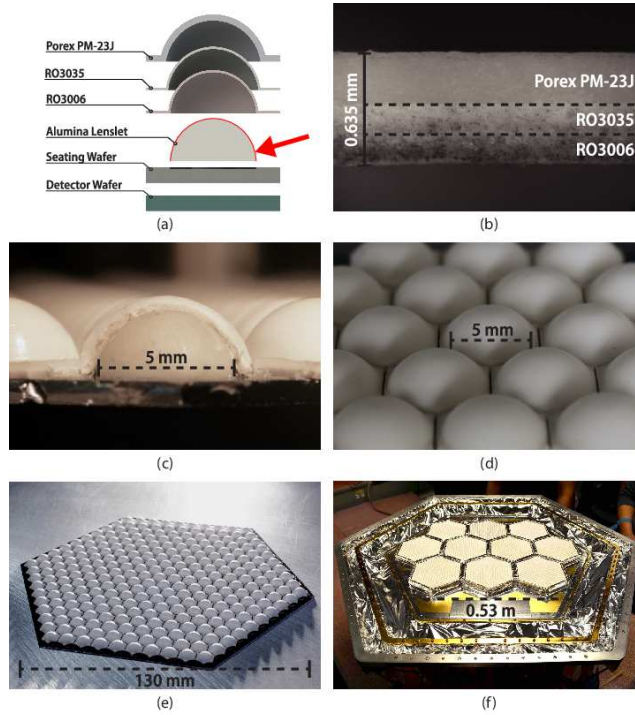 Porex PM-23J
RO3035
RO3006
Alumina Lenslet
Seating Wafer
Detector Wafer
(a)
0.635 mm
Porex PM-23J
RO3035
RO3006
(b)
5 mm
(c)
5 mm
(d)
130 mm
(e)
0.53 m
(f)